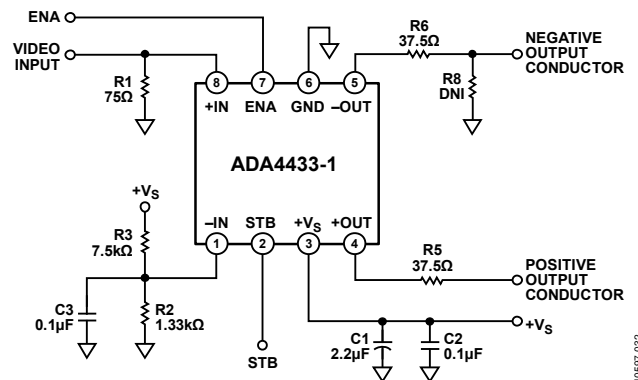 ENA
VIDEO
INPUT
R1
75Ω
R6
37.5Ω
NEGATIVE
OUTPUT
CONDUCTOR
R8
DNI
8
7
6
5
+IN
ENA
GND
–OUT
ADA4433-1
–IN
STB
+VS
+OUT
1
2
3
4
+VS
R3
7.5kΩ
C3
0.1µF
R2
1.33kΩ
STB
R5
37.5Ω
POSITIVE
OUTPUT
CONDUCTOR
C1
2.2µF
C2
0.1µF
+VS